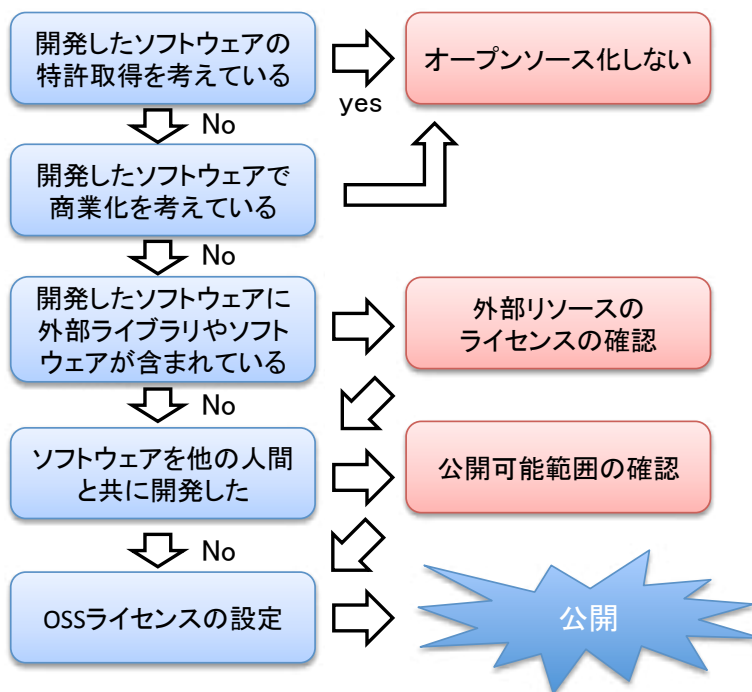 開発したソフトウェアの
特許取得を考えている
yes
オープンソース化しない
No
開発したソフトウェアで
商業化を考えている
No
開発したソフトウェアに
外部ライブラリやソフト
ウェアが含まれている
外部リソースの
ライセンスの確認
No
ソフトウェアを他の人間
と共に開発した
公開可能範囲の確認
No
OSSライセンスの設定
公開